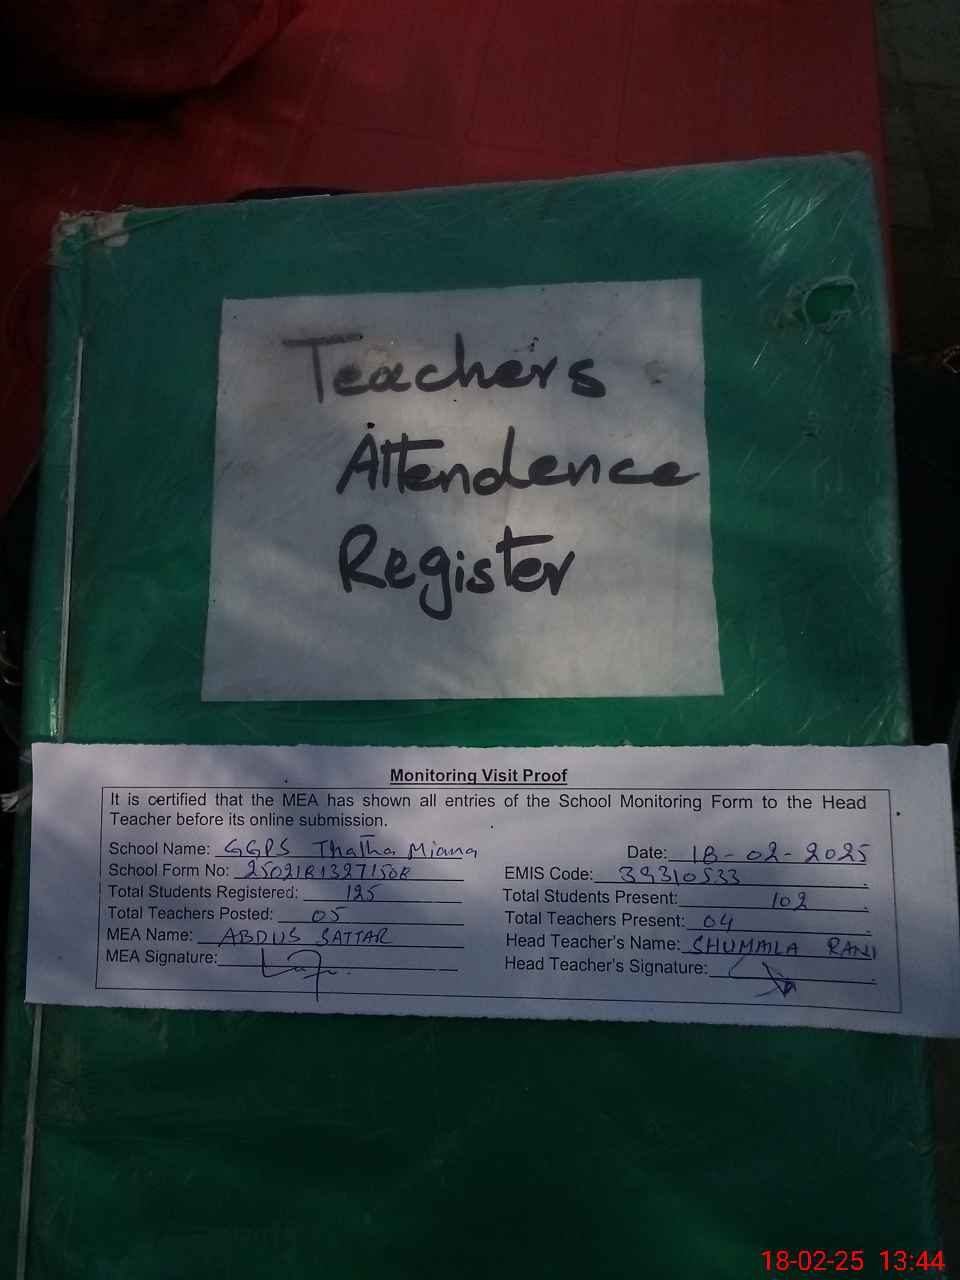 Teachers
Attendence
Register
Monitoring Visit Proof
It is certified that the MEA has shown all entries of the School Monitoring Form to the Head
Teacher before its online submission.
School Name: GGPS Thatha Miana
Date: 18-02-2025
School Form No:
EMIS Code: 39310533
Total Students Registered: 125
Total Students Present: 102
Total Teachers Posted: 05
Total Teachers Present: 04
MEA Name: ABDUS SATTAR
Head Teacher's Name: SHUMAILA RANI
MEA Signature:
Head Teacher's Signature:
18-02-25 13:44